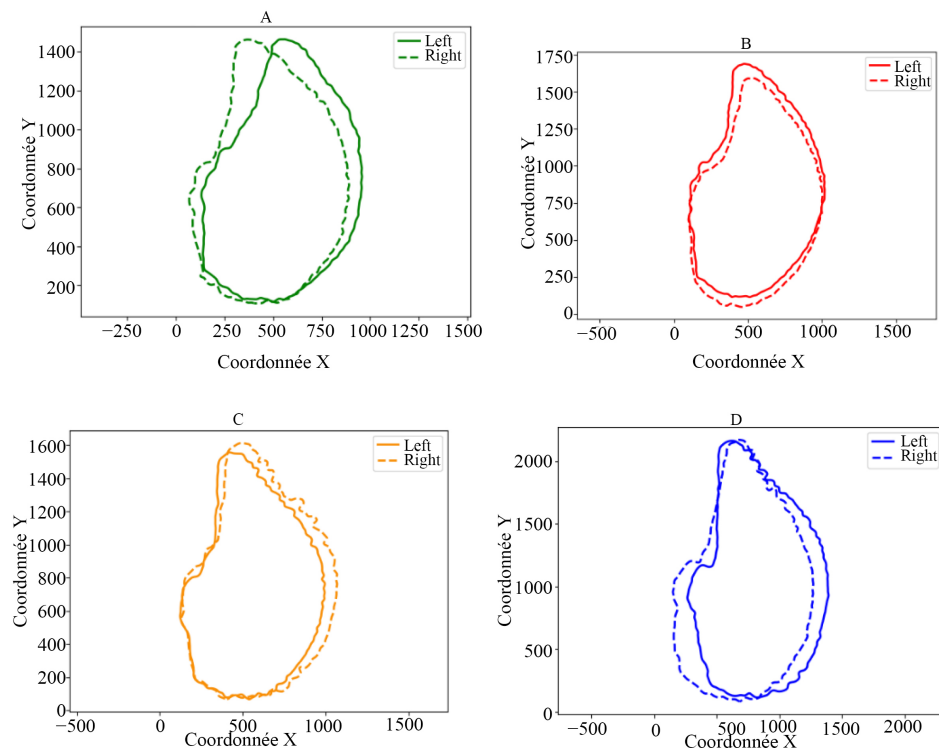 A
1400
1200
1000
800
600
400
200
−250 0 250 500 750 1000 1250 1500
Coordonnée Y
Coordonnée X
Left
Right
B
1750
1500
1250
1000
750
500
250
0
−500 0 500 1000 1500
Coordonnée Y
Coordonnée X
Left
Right
C
1600
1400
1200
1000
800
600
400
200
0
−500 0 500 1000 1500
Coordonnée Y
Coordonnée X
Left
Right
D
2000
1500
1000
500
0
−500 0 500 1000 1500 2000
Coordonnée Y
Coordonnée X
Left
Right